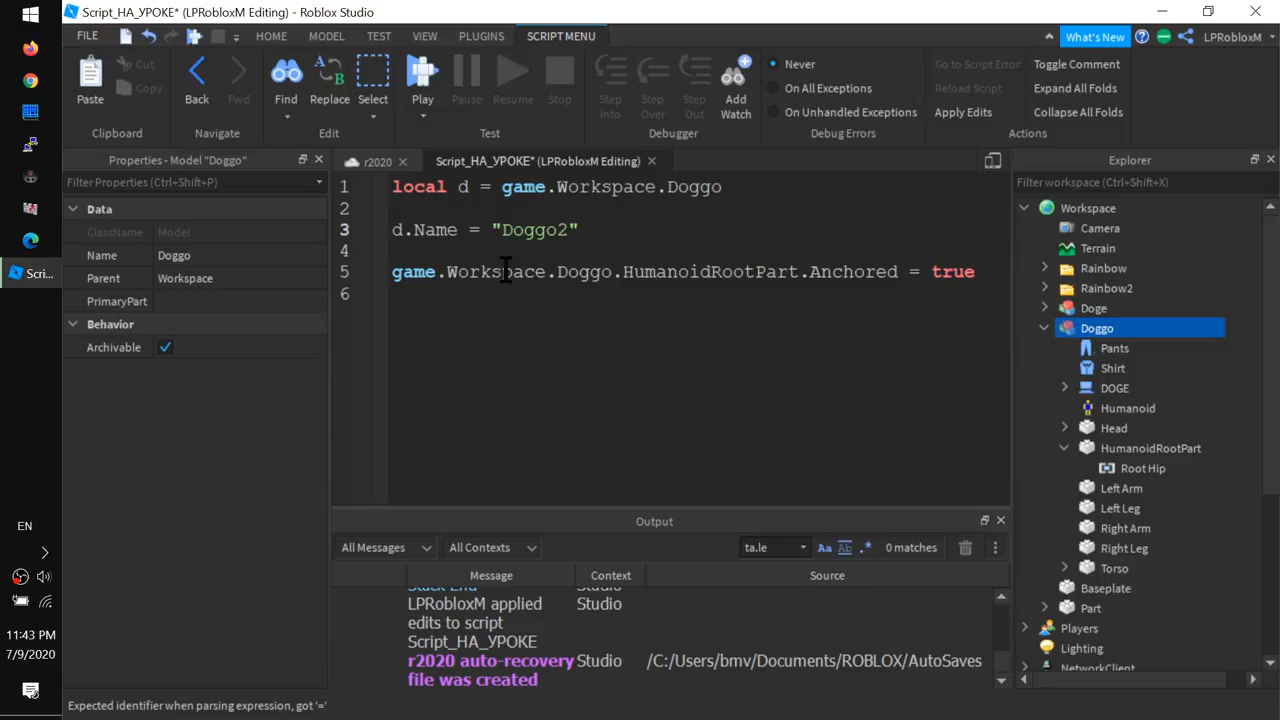 Script_НА_УРОКЕ* (LPRobloxM Editing) - Roblox Studio
FILE HOME MODEL TEST VIEW PLUGINS SCRIPT MENU What's New LPRobloxM
Paste Cut Copy Back Fwd Find Replace Select Play Pause Resume Stop Step Into Step Over Step Out Add Watch
Never
On All Exceptions
On Unhandled Exceptions
Go to Script Error
Reload Script
Apply Edits
Toggle Comment
Expand All Folds
Collapse All Folds
Clipboard Navigate Edit Test Debugger Debug Errors Actions
Properties - Model "Doggo"
Filter Properties (Ctrl+Shift+P)
Data
ClassName Model
Name Doggo
Parent Workspace
PrimaryPart
Behavior
Archivable
r2020 Script_НА_УРОКЕ* (LPRobloxM Editing)
1 local d = game.Workspace.Doggo
2
3 d.Name = "Doggo2"
4
5 game.Workspace.Doggo.HumanoidRootPart.Anchored = true
6
Output
All Messages All Contexts ta.le Aa Ab .* 0 matches
Message Context Source
Stack End Studio
LPRobloxM applied Studio
edits to script
Script_НА_УРОКЕ
r2020 auto-recovery Studio /C:/Users/bmv/Documents/ROBLOX/AutoSaves
file was created
Explorer
Filter workspace (Ctrl+Shift+X)
Workspace
Camera
Terrain
Rainbow
Rainbow2
Doge
Doggo
Pants
Shirt
DOGE
Humanoid
Head
HumanoidRootPart
Root Hip
Left Arm
Left Leg
Right Arm
Right Leg
Torso
Baseplate
Part
Players
Lighting
NetworkClient
Scri...
EN
11:43 PM
7/9/2020
Expected identifier when parsing expression, got '='